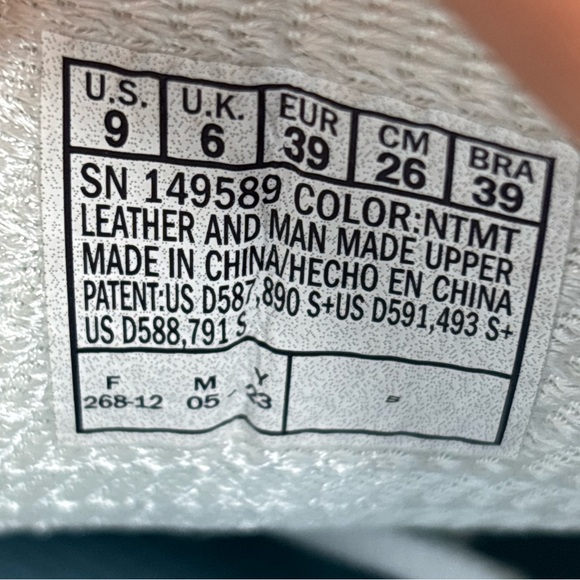 U.S. U.K. EUR CM BRA
9 6 39 26 39
SN 149589 COLOR:NTMT
LEATHER AND MAN MADE UPPER
MADE IN CHINA/HECHO EN CHINA
PATENT:US D587,890 S+US D591,493 S+
US D588,791 S
F M Y
268-12 05 23